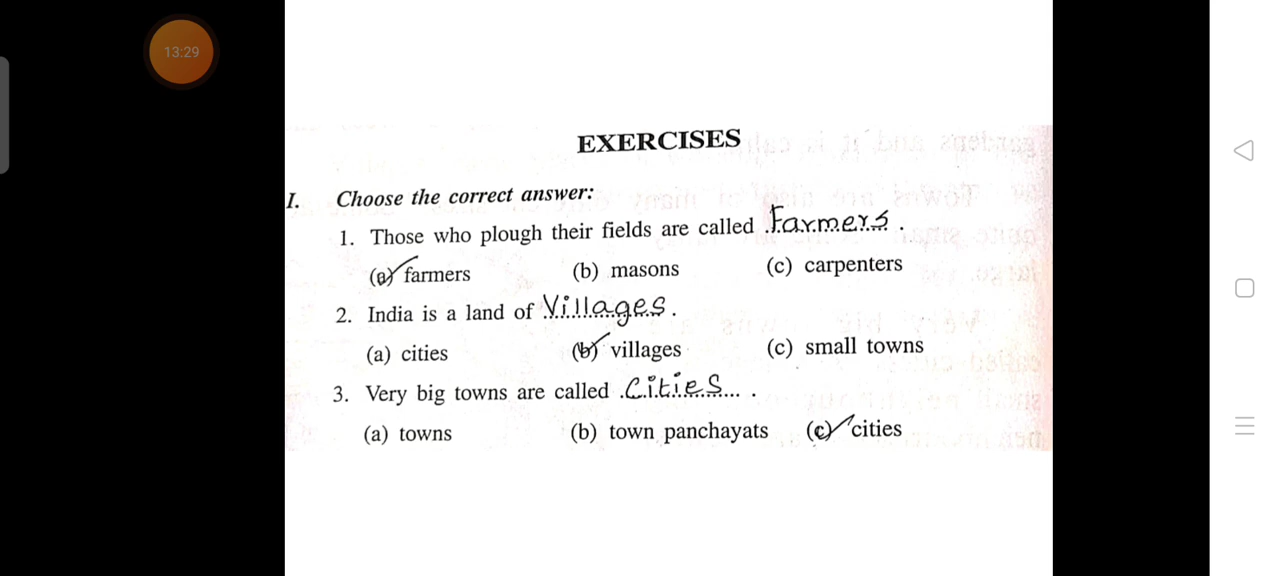 13:29
EXERCISES
I. Choose the correct answer:
1. Those who plough their fields are called Farmers.
(a) farmers (b) masons (c) carpenters
2. India is a land of Villages.
(a) cities (b) villages (c) small towns
3. Very big towns are called Cities... .
(a) towns (b) town panchayats (c) cities